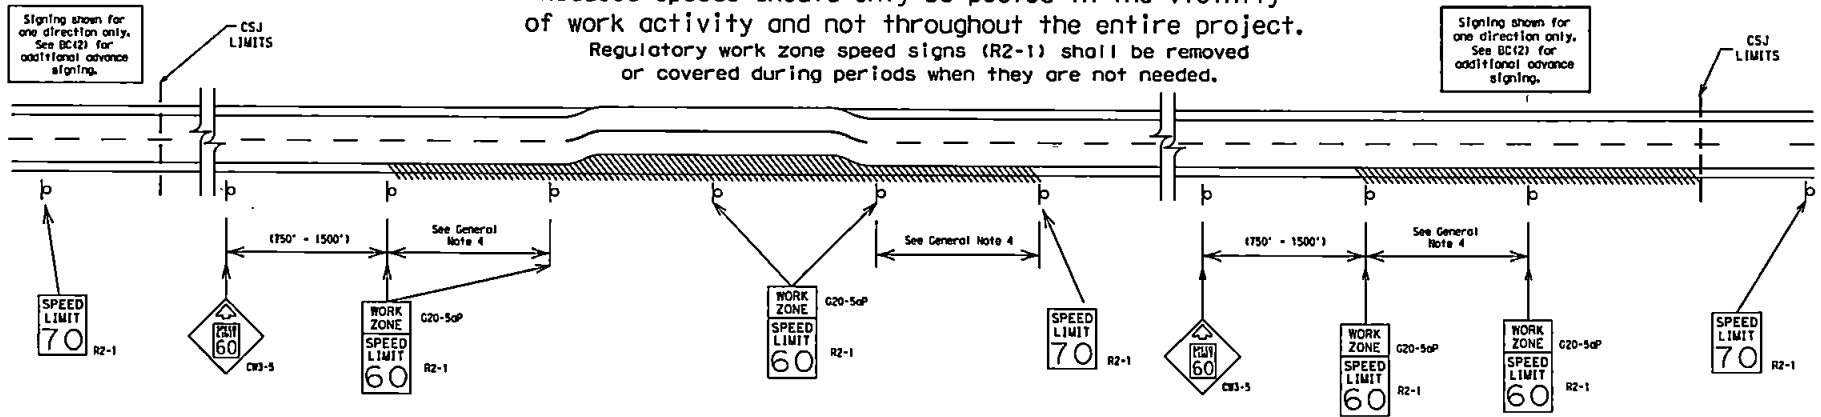 of work activity and not throughout the entire project.
Regulatory work zone speed signs (R2-1) shall be removed
or covered during periods when they are not needed.
Signing shown for
one direction only.
See BC(2) for
additional advance
signing.
CSJ
LIMITS
Signing shown for
one direction only.
See BC(2) for
additional advance
signing.
CSJ
LIMITS
(750' - 1500')
See General
Note 4
See General Note 4
(750' - 1500')
See General
Note 4
SPEED
LIMIT
70
R2-1
SPEED
LIMIT
60
CW3-5
WORK
ZONE
G20-5aP
SPEED
LIMIT
60
R2-1
WORK
ZONE
G20-5aP
SPEED
LIMIT
60
R2-1
SPEED
LIMIT
70
R2-1
SPEED
LIMIT
60
CW3-5
WORK
ZONE
G20-5aP
SPEED
LIMIT
60
R2-1
WORK
ZONE
G20-5aP
SPEED
LIMIT
60
R2-1
SPEED
LIMIT
70
R2-1